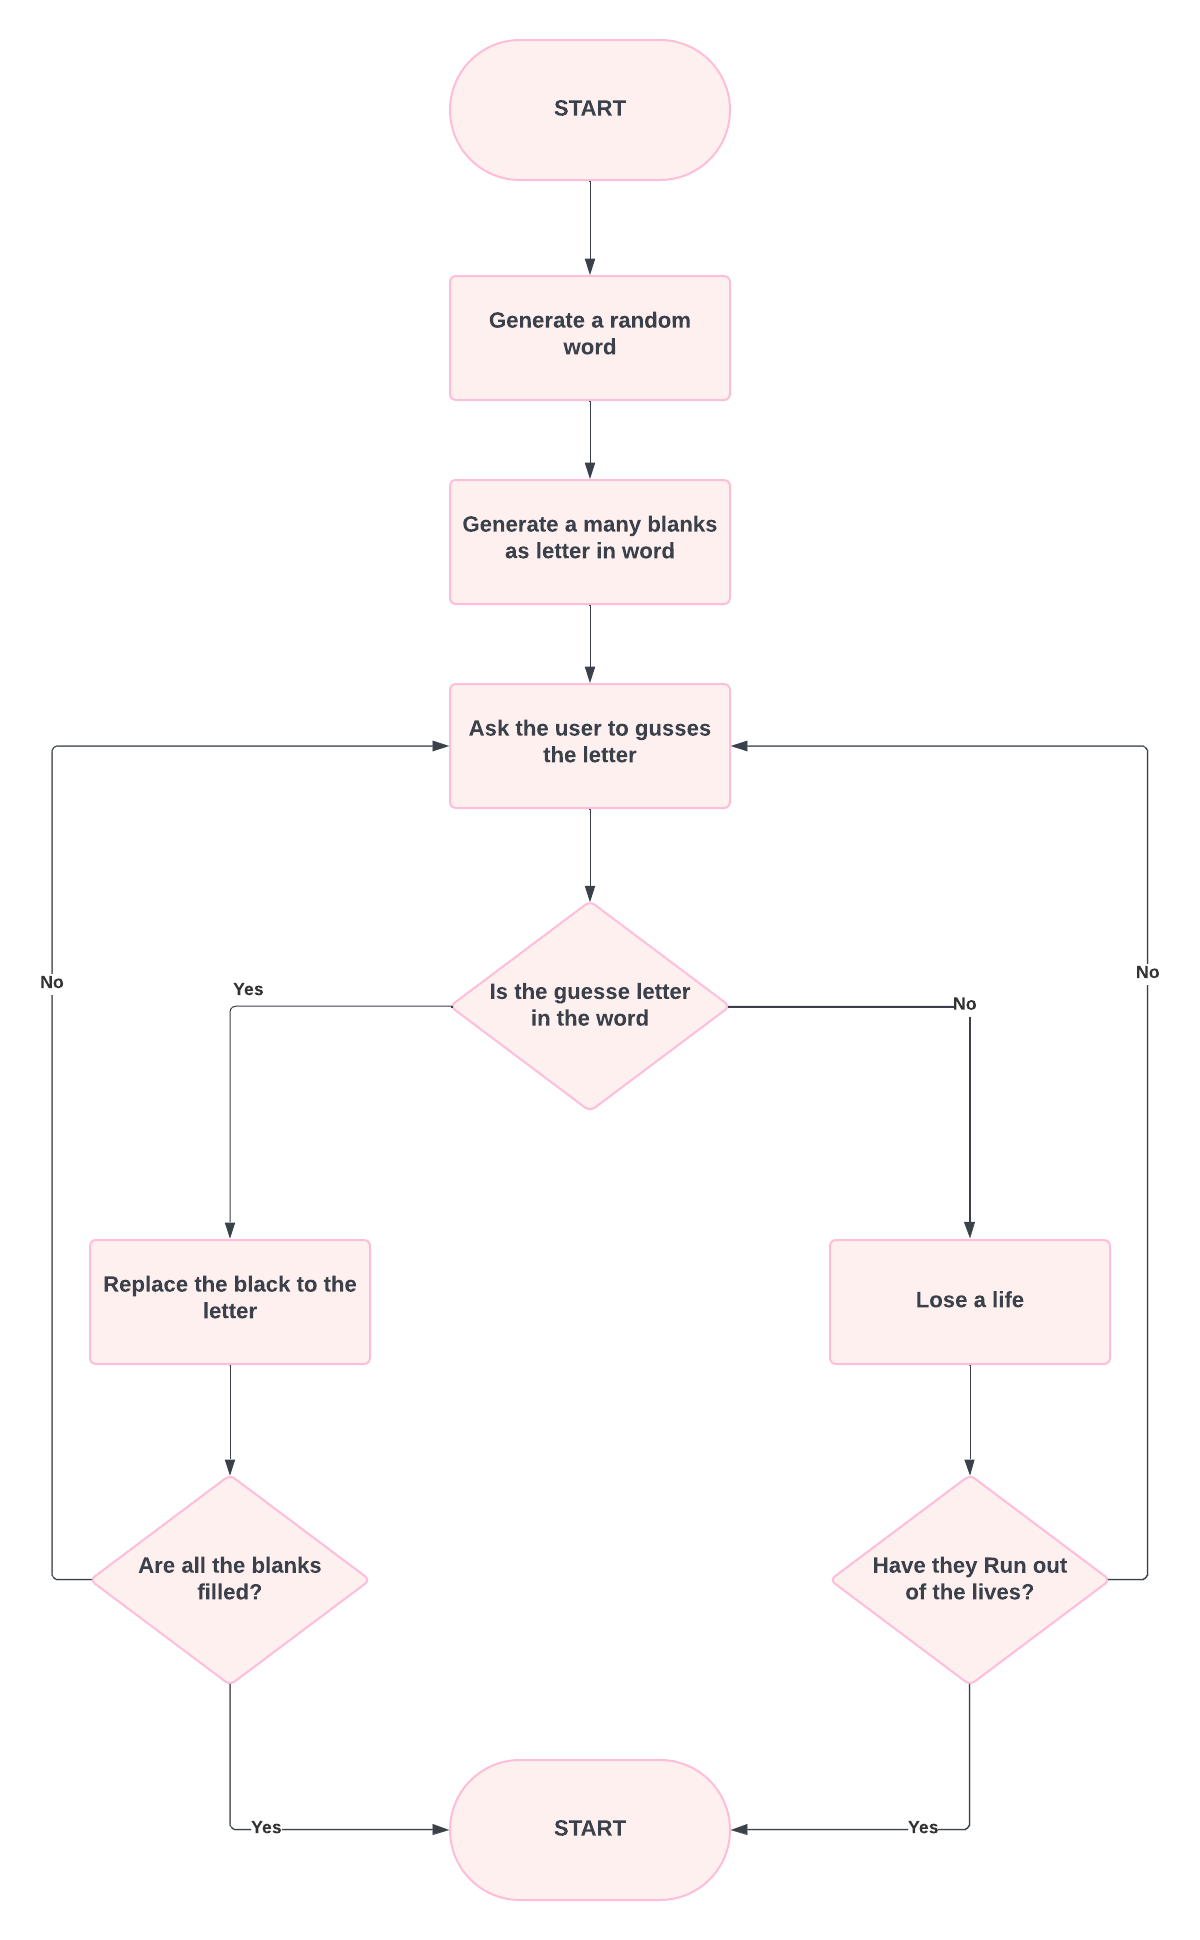 START
Generate a random
word
Generate a many blanks
as letter in word
Ask the user to gusses
the letter
No
No
Yes
Is the guesse letter
in the word
No
Replace the black to the
letter
Lose a life
Are all the blanks
filled?
Have they Run out
of the lives?
Yes
START
Yes